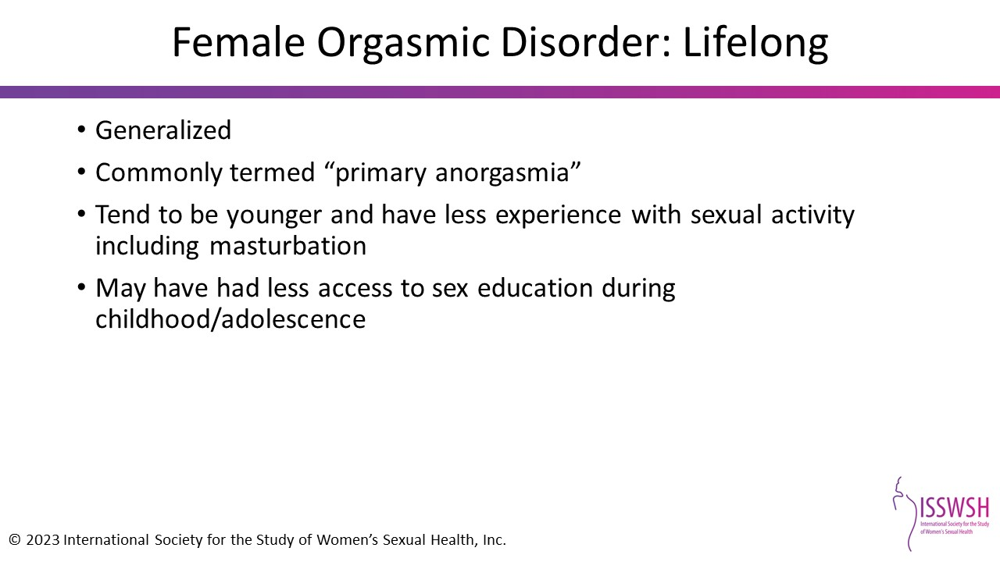 Female Orgasmic Disorder: Lifelong
• Generalized
• Commonly termed “primary anorgasmia”
• Tend to be younger and have less experience with sexual activity
including masturbation
• May have had less access to sex education during
childhood/adolescence
ISSWSH
International Society for the Study
of Women's Sexual Health
© 2023 International Society for the Study of Women’s Sexual Health, Inc.